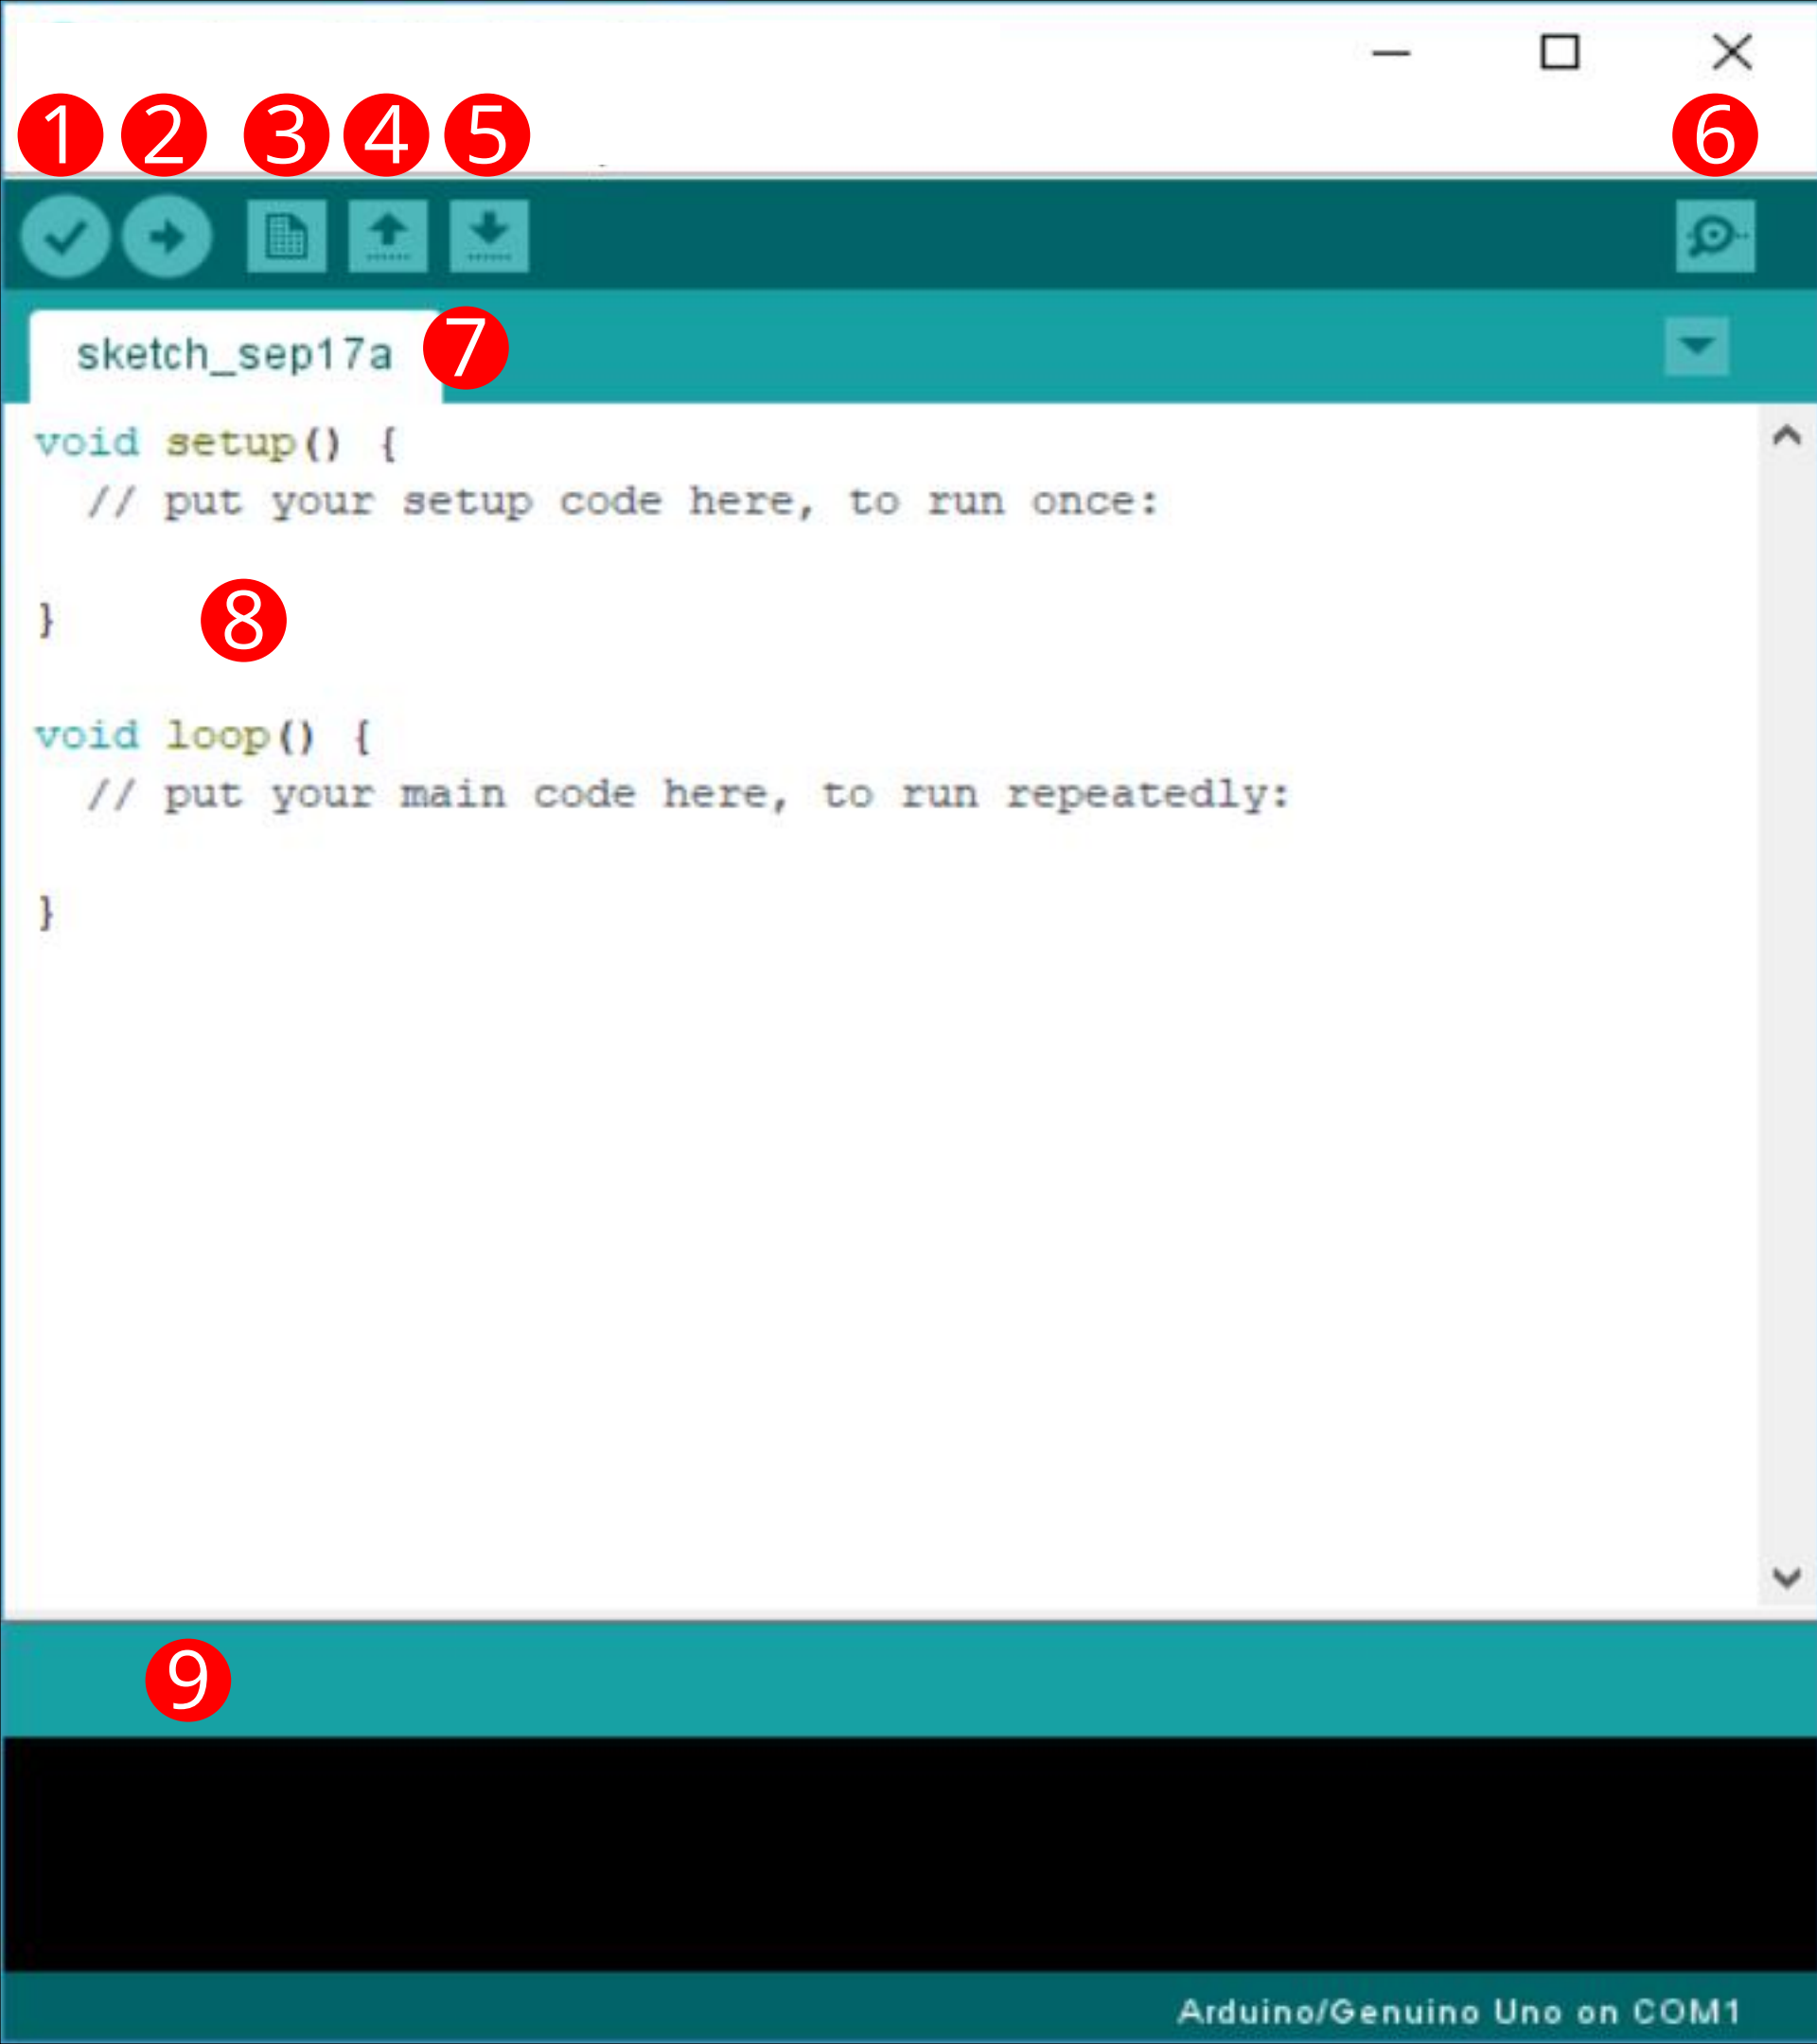 1 2 3 4 5 6
sketch_sep17a 7
void setup() {
  // put your setup code here, to run once:
} 8
void loop() {
  // put your main code here, to run repeatedly:
}
9
Arduino/Genuino Uno on COM1